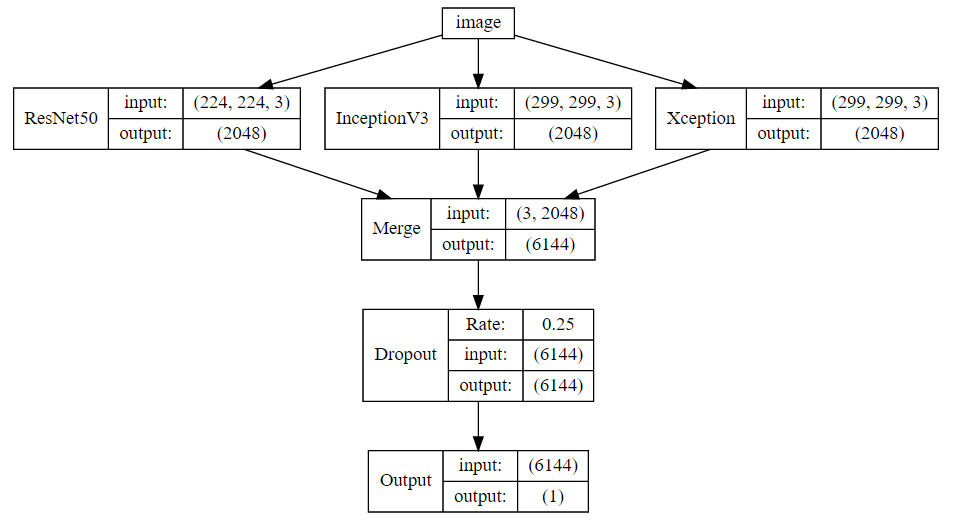 image
ResNet50
input:
(224, 224, 3)
output:
(2048)
InceptionV3
input:
(299, 299, 3)
output:
(2048)
Xception
input:
(299, 299, 3)
output:
(2048)
Merge
input:
(3, 2048)
output:
(6144)
Dropout
Rate:
0.25
input:
(6144)
output:
(6144)
Output
input:
(6144)
output:
(1)